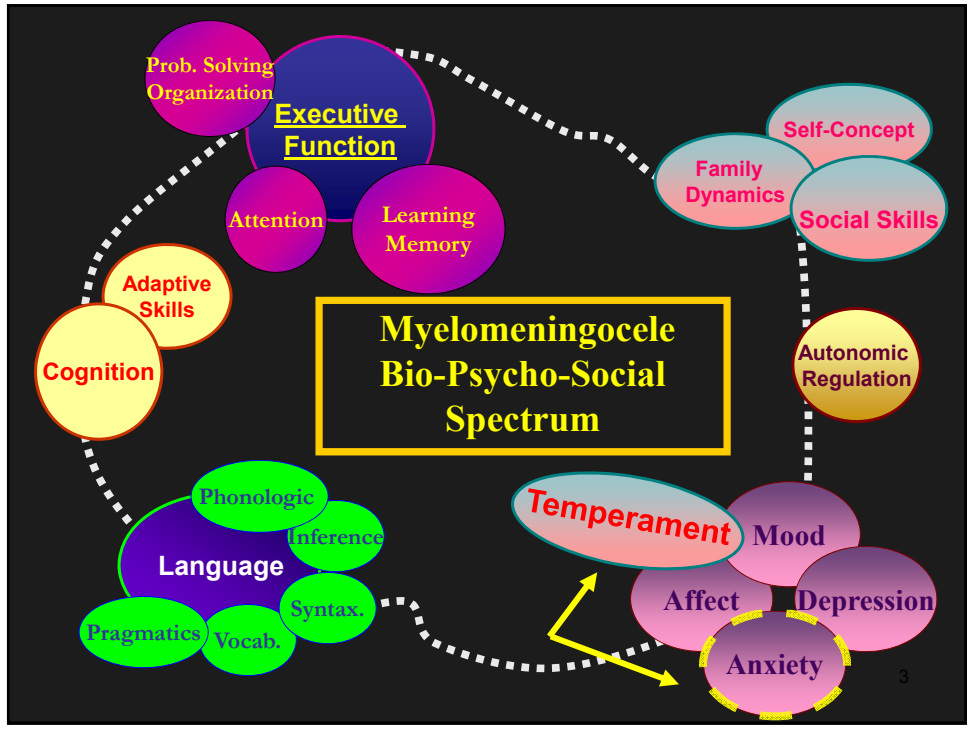 Prob. Solving
Organization
Executive
Function
Attention
Learning
Memory
Self-Concept
Family
Dynamics
Social Skills
Adaptive
Skills
Cognition
Myelomeningocele
Bio-Psycho-Social
Spectrum
Autonomic
Regulation
Phonologic
Inference
Language
Syntax.
Pragmatics
Vocab.
Temperament
Mood
Affect
Depression
Anxiety
3